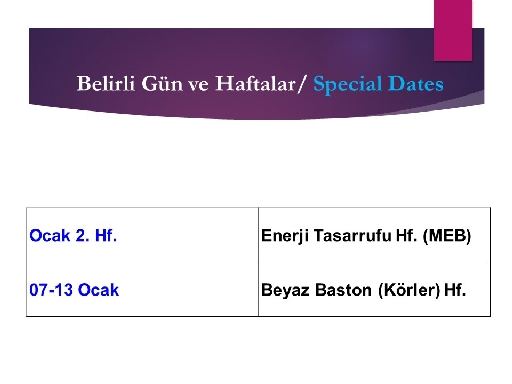 Belirli Gün ve Haftalar/ Special Dates
Ocak 2. Hf.
Enerji Tasarrufu Hf. (MEB)
07-13 Ocak
Beyaz Baston (Körler) Hf.